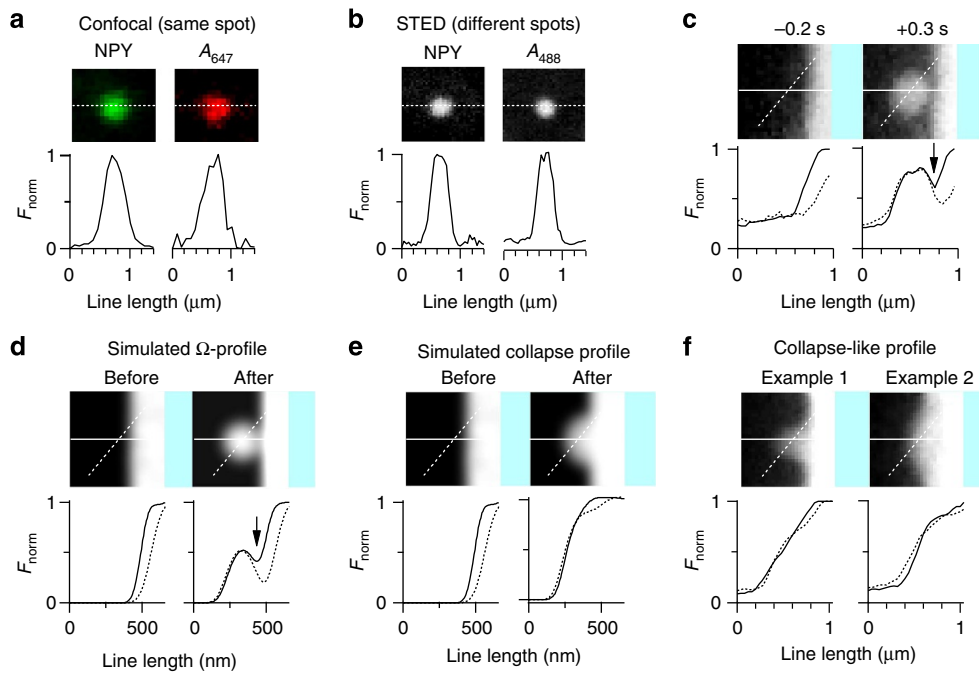 a
Confocal (same spot)
NPY A647
1
Fnorm
0
0 1 0 1
Line length (μm)
b
STED (different spots)
NPY A488
1
Fnorm
0
0 1 0 1
Line length (μm)
c
–0.2 s +0.3 s
1
Fnorm
0
0 1 0 1
Line length (μm)
d
Simulated Ω-profile
Before After
1
Fnorm
0
0 500 0 500
Line length (nm)
e
Simulated collapse profile
Before After
1
Fnorm
0
0 500 0 500
Line length (nm)
f
Collapse-like profile
Example 1 Example 2
1
Fnorm
0
0 1 0 1
Line length (μm)